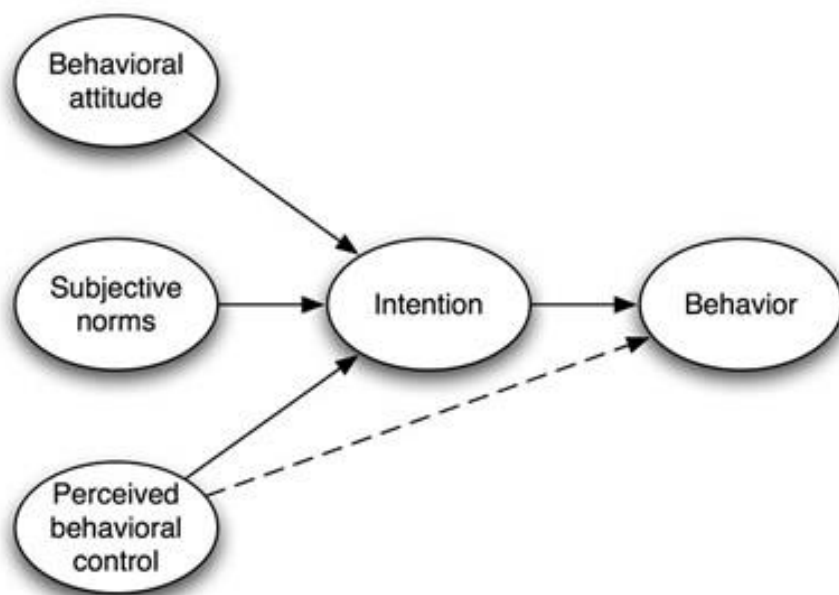 Behavioral
attitude
Subjective
norms
Intention
Behavior
Perceived
behavioral
control